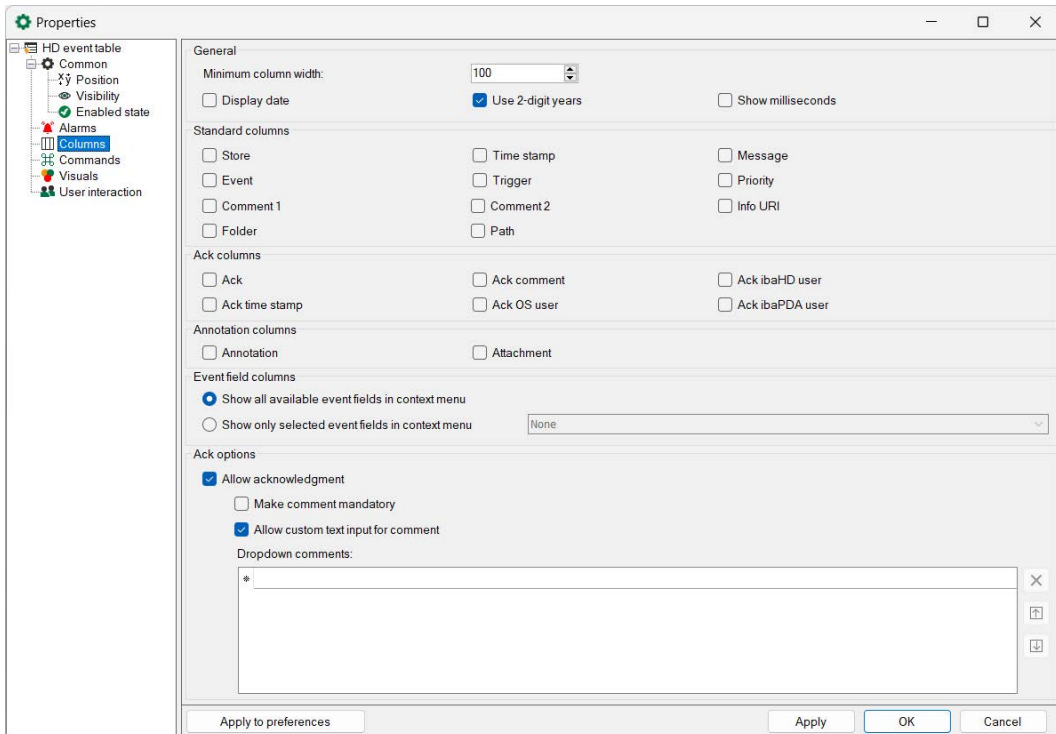 Properties
HD event table
Common
Position
Visibility
Enabled state
Alarms
Columns
Commands
Visuals
User interaction
General
Minimum column width: 100
Display date Use 2-digit years Show milliseconds
Standard columns
Store Time stamp Message
Event Trigger Priority
Comment 1 Comment 2 Info URI
Folder Path
Ack columns
Ack Ack comment Ack ibaHD user
Ack time stamp Ack OS user Ack ibaPDA user
Annotation columns
Annotation Attachment
Event field columns
Show all available event fields in context menu
Show only selected event fields in context menu None
Ack options
Allow acknowledgment
Make comment mandatory
Allow custom text input for comment
Dropdown comments:
Apply to preferences Apply OK Cancel